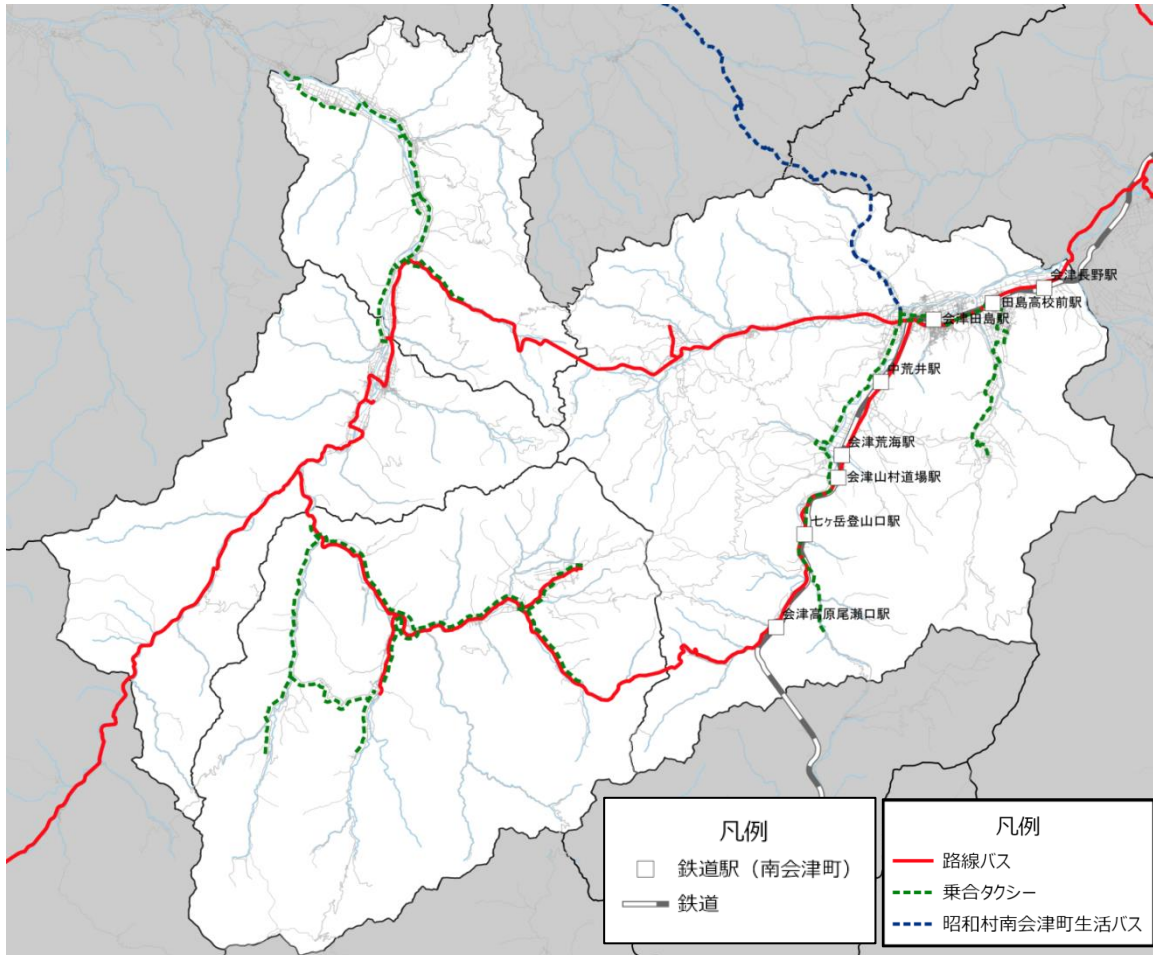 会津長野駅
田島高校前駅
会津田島駅
中荒井駅
会津荒海駅
会津山村道場駅
七ヶ岳登山口駅
会津高原尾瀬口駅
凡例
鉄道駅（南会津町）
鉄道
凡例
路線バス
乗合タクシー
昭和村南会津町生活バス